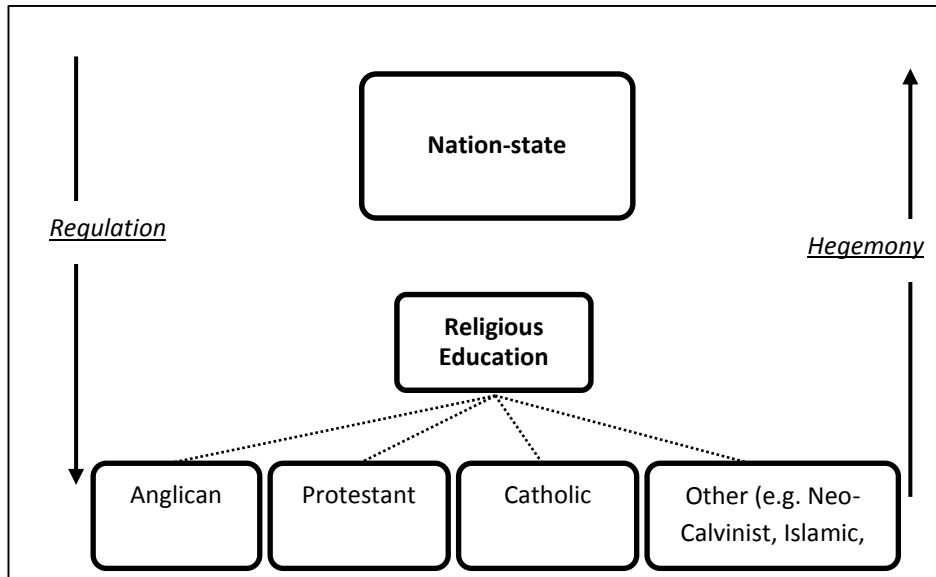 Nation-state
Regulation
Hegemony
Religious
Education
Anglican
Protestant
Catholic
Other (e.g. Neo-
Calvinist, Islamic,